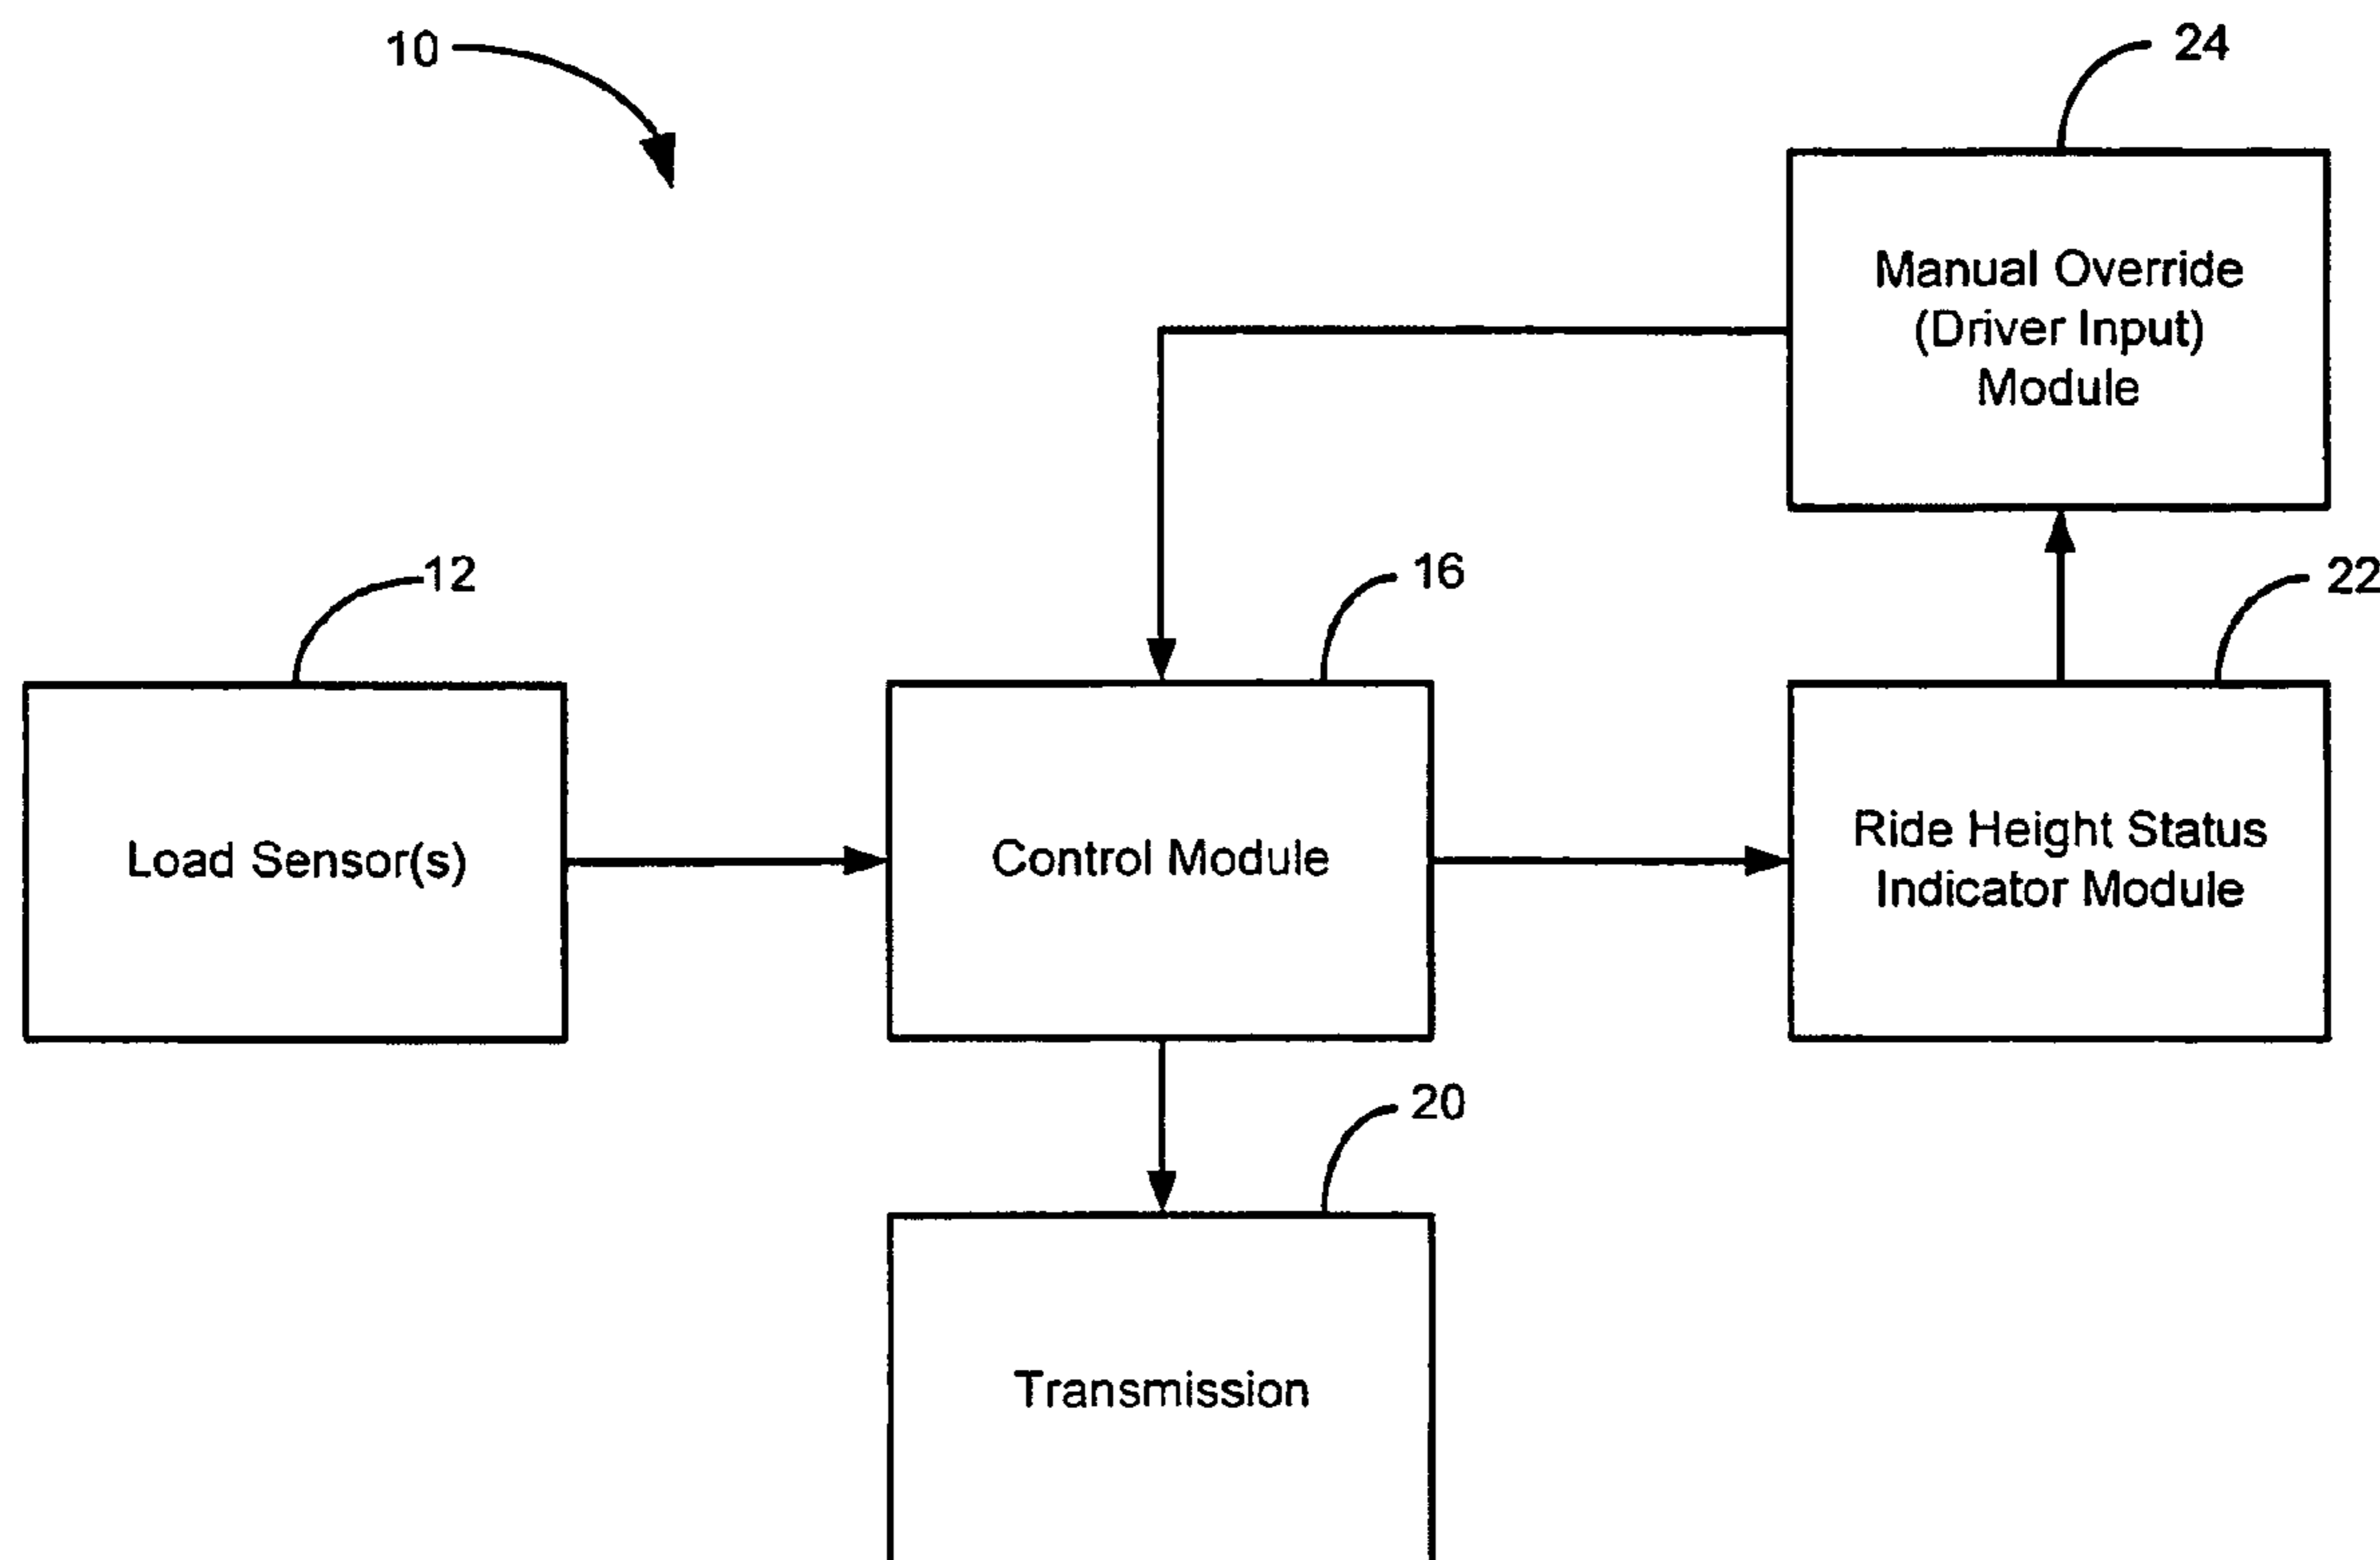 10
24
Manual Override
(Driver Input)
Module
12
16
22
Load Sensor(s)
Control Module
Ride Height Status
Indicator Module
20
Transmission